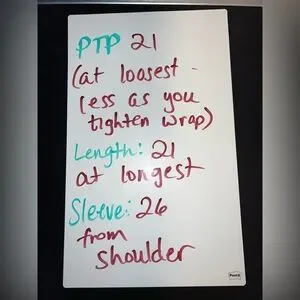 PTP 21
(at loosest -
less as you
tighten wrap)
Length: 21
at longest
Sleeve: 26
from
shoulder